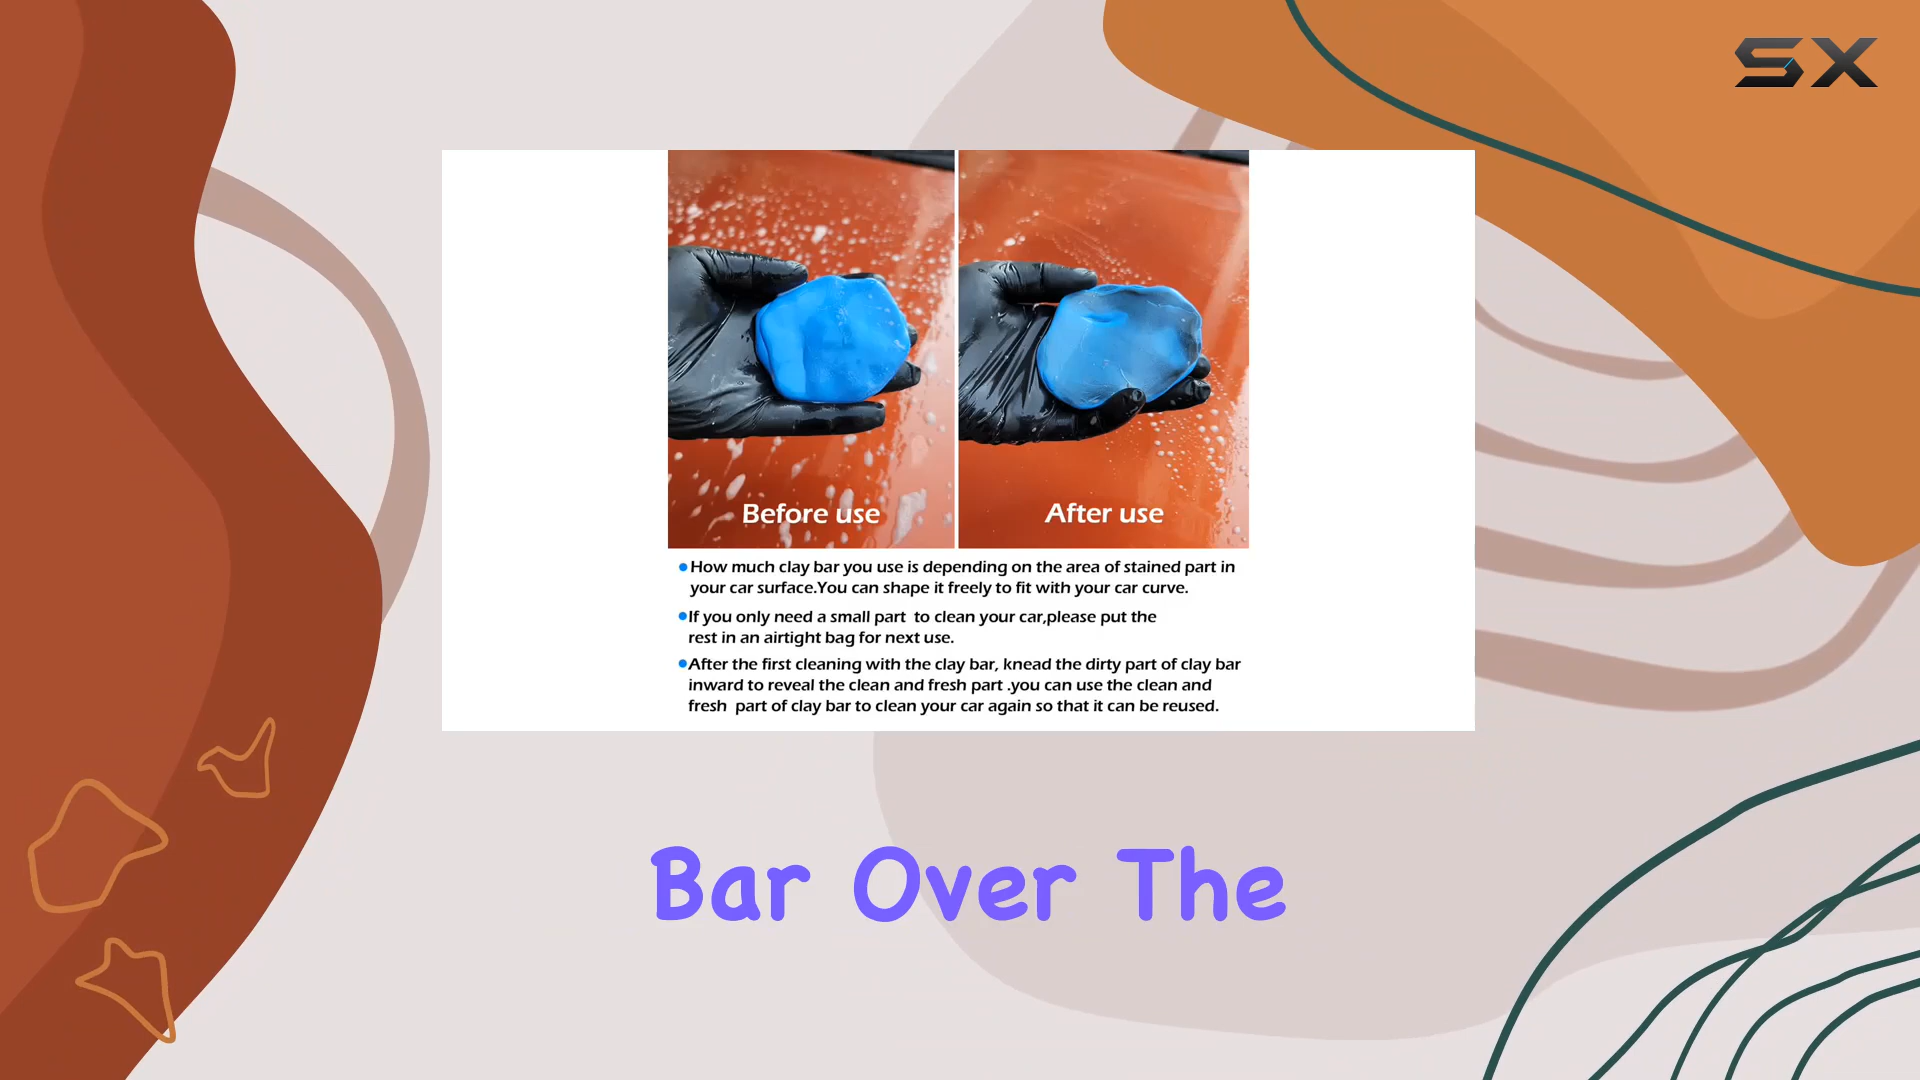 SX
Before use
After use
●How much clay bar you use is depending on the area of stained part in
your car surface.You can shape it freely to fit with your car curve.
●If you only need a small part to clean your car,please put the
rest in an airtight bag for next use.
●After the first cleaning with the clay bar, knead the dirty part of clay bar
inward to reveal the clean and fresh part .you can use the clean and
fresh part of clay bar to clean your car again so that it can be reused.
Bar Over The